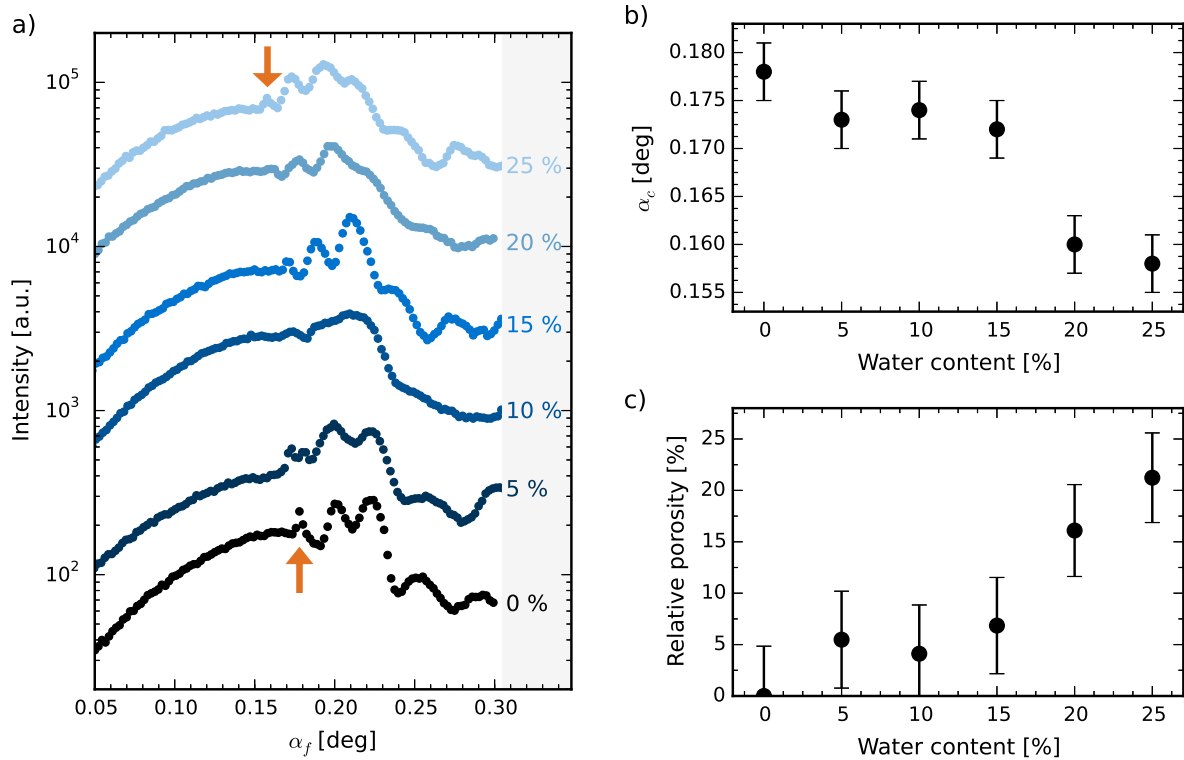 a)
Intensity [a.u.]
10^5
10^4
10^3
10^2
25 %
20 %
15 %
10 %
5 %
0 %
0.05 0.10 0.15 0.20 0.25 0.30
α_f [deg]
b)
α_c [deg]
0.180
0.175
0.170
0.165
0.160
0.155
0 5 10 15 20 25
Water content [%]
c)
Relative porosity [%]
25
20
15
10
5
0
0 5 10 15 20 25
Water content [%]